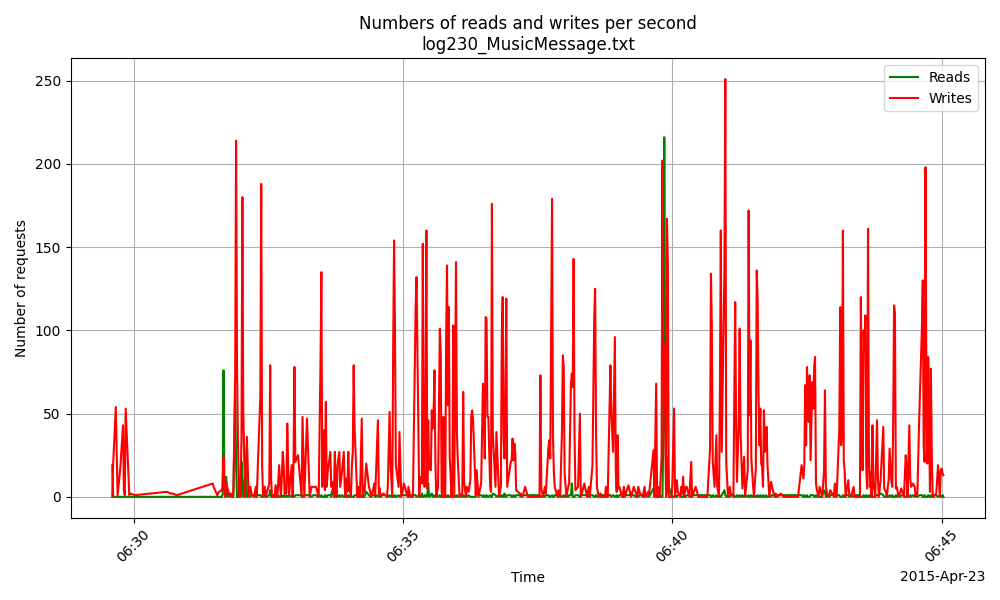 Numbers of reads and writes per second
log230_MusicMessage.txt
Reads
Writes
Number of requests
250
200
150
100
50
0
06:30
06:35
06:40
06:45
Time
2015-Apr-23